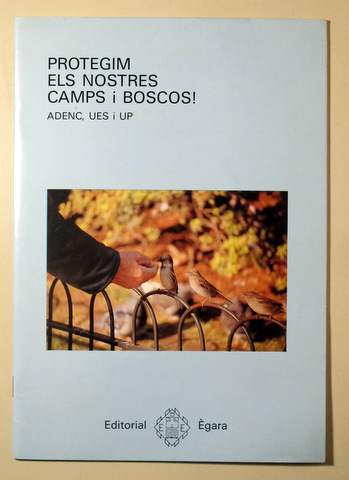 PROTEGIM
ELS NOSTRES
CAMPS i BOSCOS!
ADENC, UES i UP
Editorial Ègara
E E